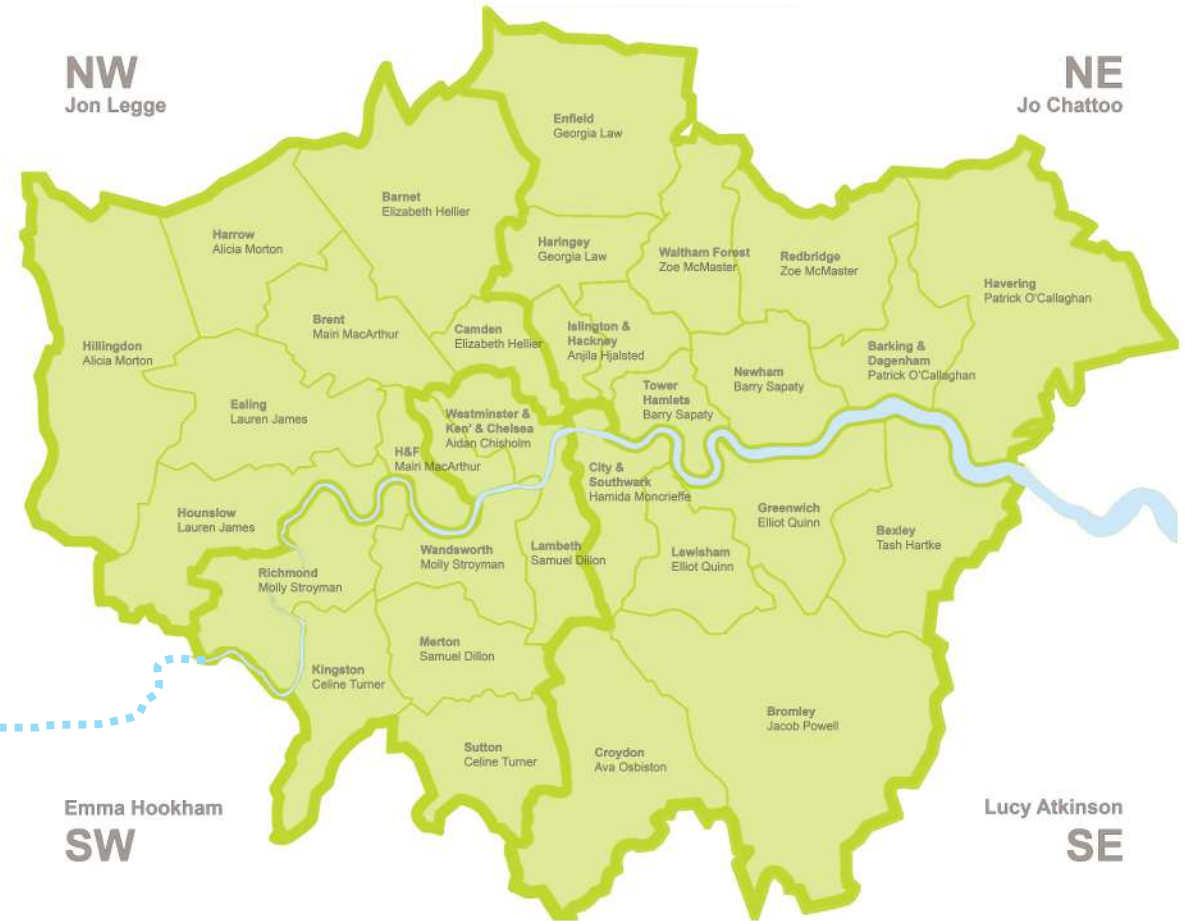 NW
Jon Legge
NE
Jo Chattoo
Enfield
Georgia Law
Barnet
Elizabeth Hellier
Harrow
Alicia Morton
Haringey
Georgia Law
Waltham Forest
Zoe McMaster
Redbridge
Zoe McMaster
Havering
Patrick O'Callaghan
Hillingdon
Alicia Morton
Brent
Mairi MacArthur
Camden
Elizabeth Hellier
Islington &
Hackney
Anjila Hjalsted
Barking &
Dagenham
Patrick O'Callaghan
Newham
Barry Sapaty
Tower
Hamlets
Barry Sapaty
Ealing
Lauren James
Westminster &
Ken' & Chelsea
Aidan Chisholm
H&F
Mairi MacArthur
City &
Southwark
Hamida Moncrieffe
Hounslow
Lauren James
Greenwich
Elliot Quinn
Bexley
Tash Hartke
Wandsworth
Molly Stroyman
Lambeth
Samuel Dillon
Lewisham
Elliot Quinn
Richmond
Molly Stroyman
Merton
Samuel Dillon
Kingston
Celine Turner
Bromley
Jacob Powell
Sutton
Celine Turner
Croydon
Ava Osbiston
Emma Hookham
SW
Lucy Atkinson
SE